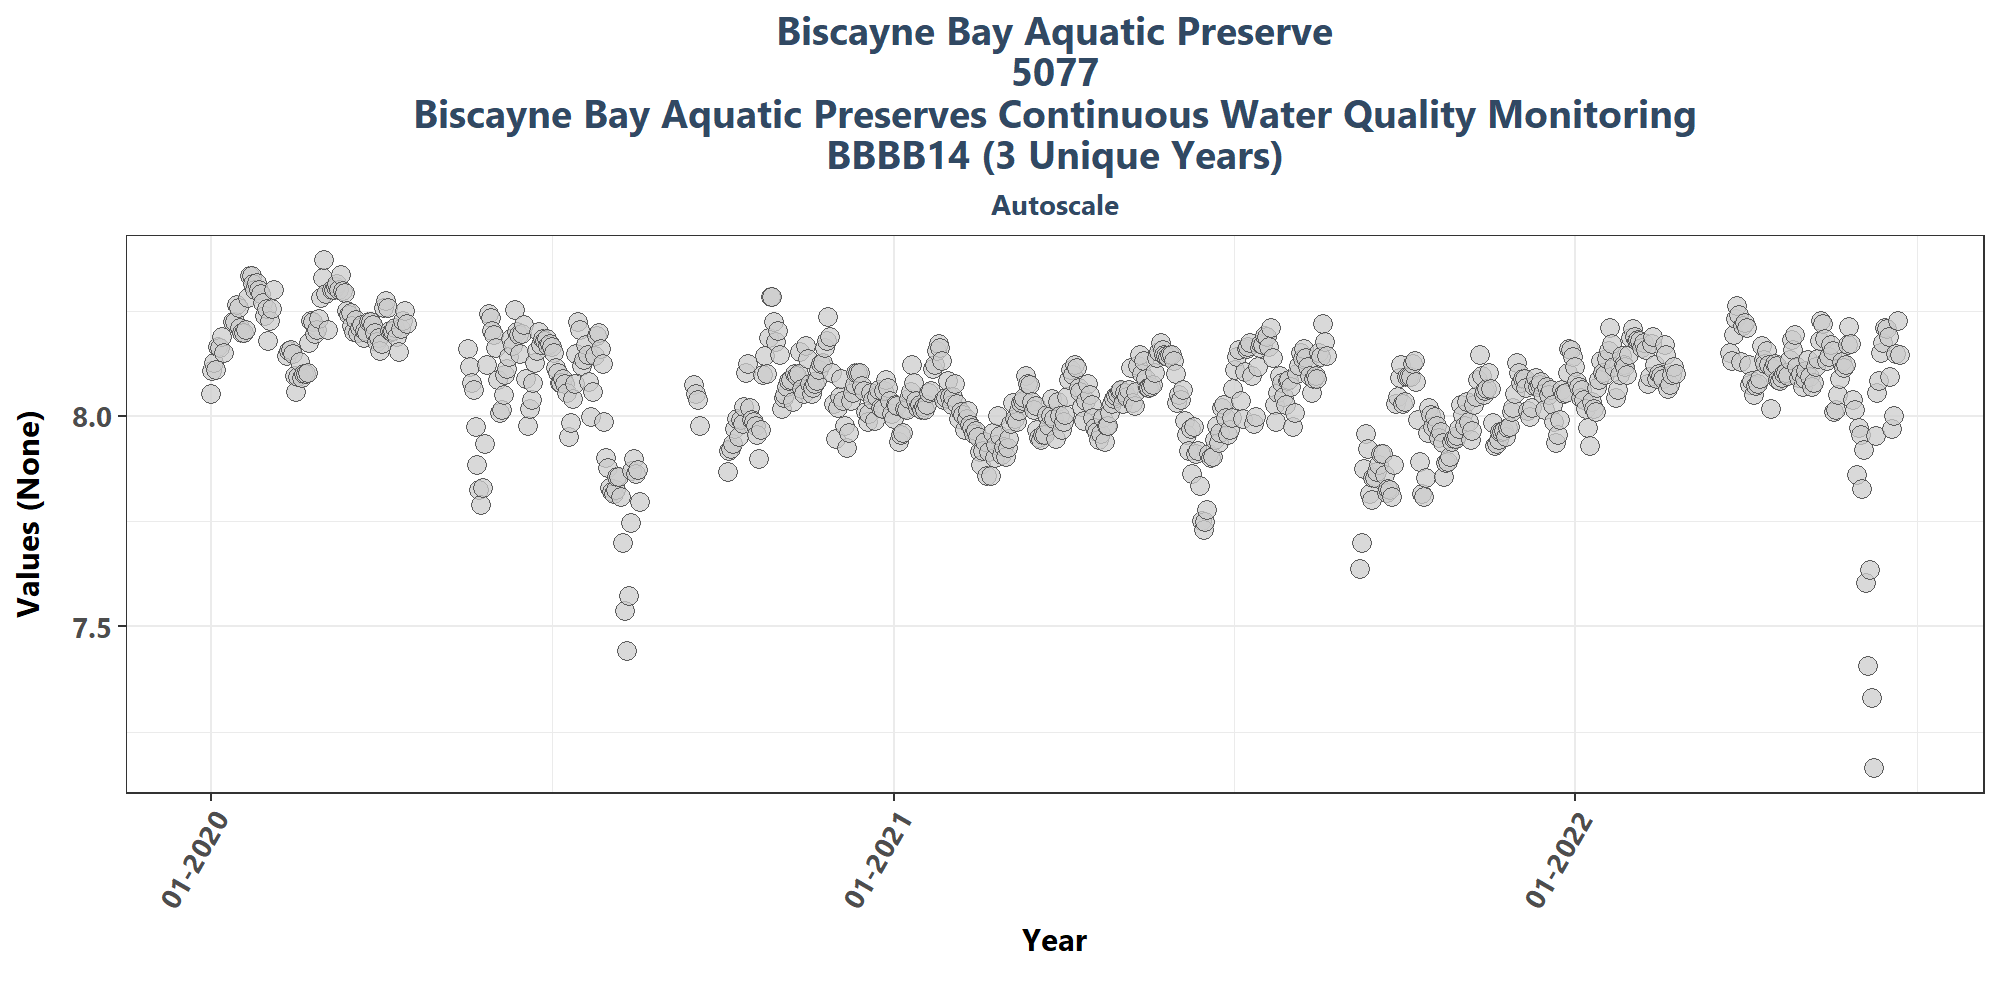 Biscayne Bay Aquatic Preserve
5077
Biscayne Bay Aquatic Preserves Continuous Water Quality Monitoring
BBBB14 (3 Unique Years)
Autoscale
Values (None)
8.0
7.5
01-2020
01-2021
01-2022
Year